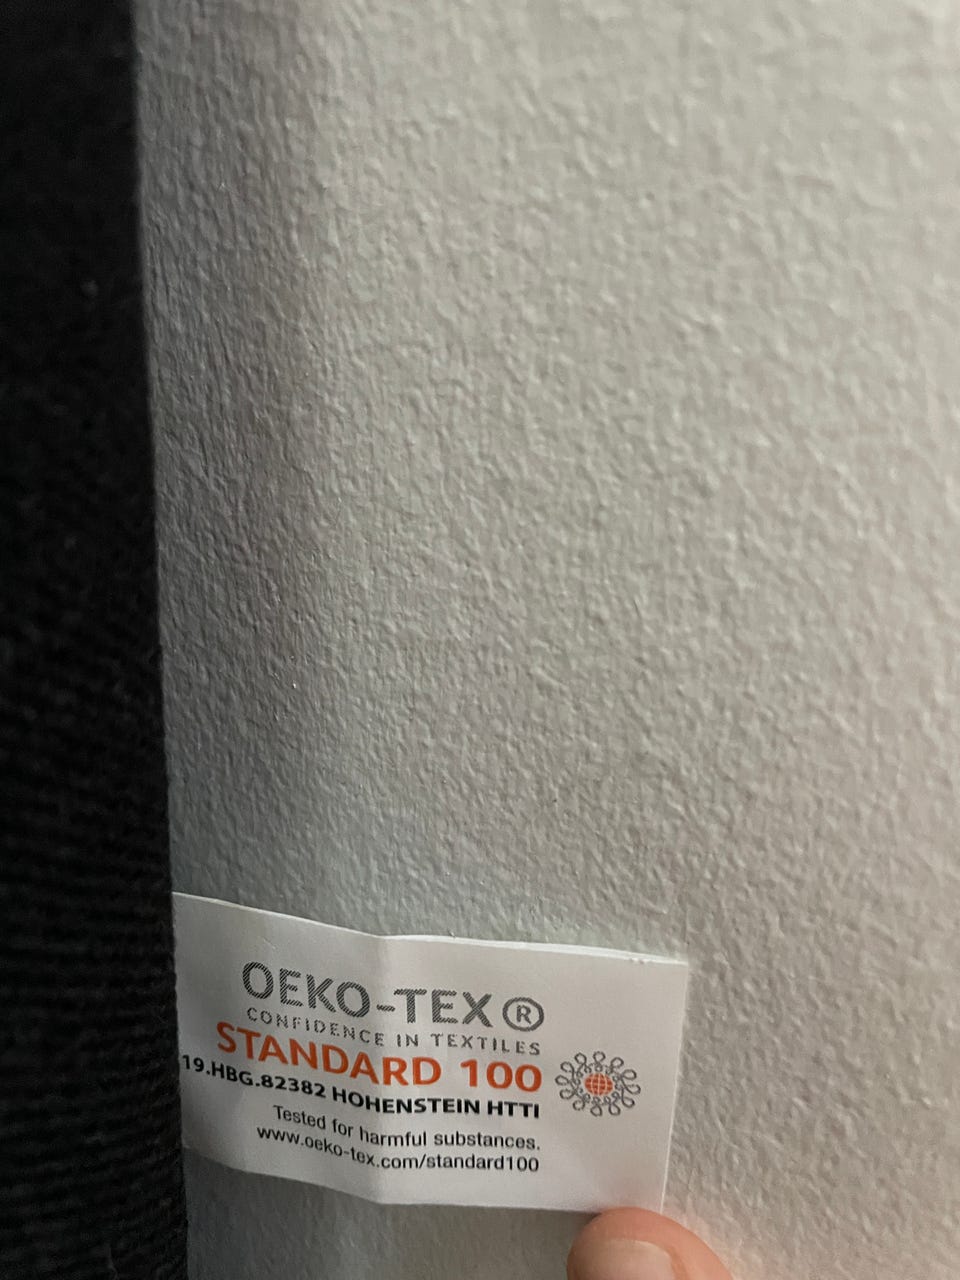 OEKO-TEX®
CONFIDENCE IN TEXTILES
STANDARD 100
19.HBG.82382 HOHENSTEIN HTTI
Tested for harmful substances.
www.oeko-tex.com/standard100